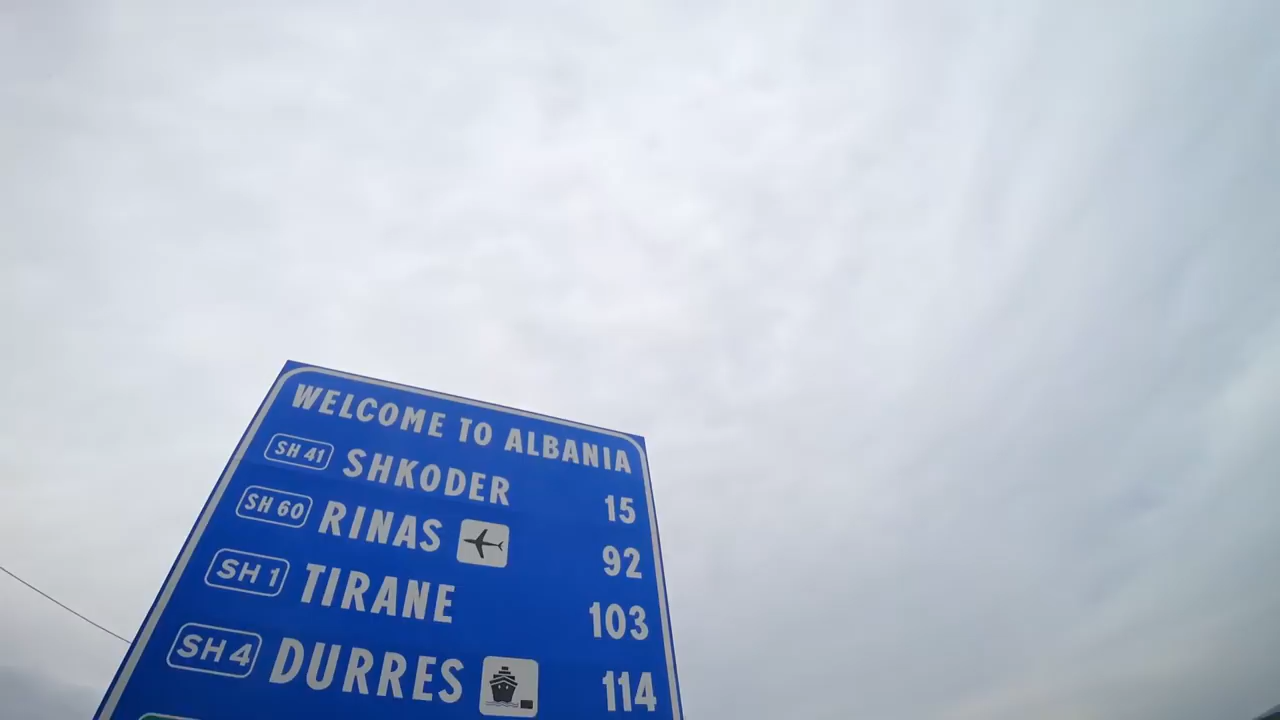 WELCOME TO ALBANIA
SH 41 SHKODER 15
SH 60 RINAS 92
SH 1 TIRANE 103
SH 4 DURRES 114